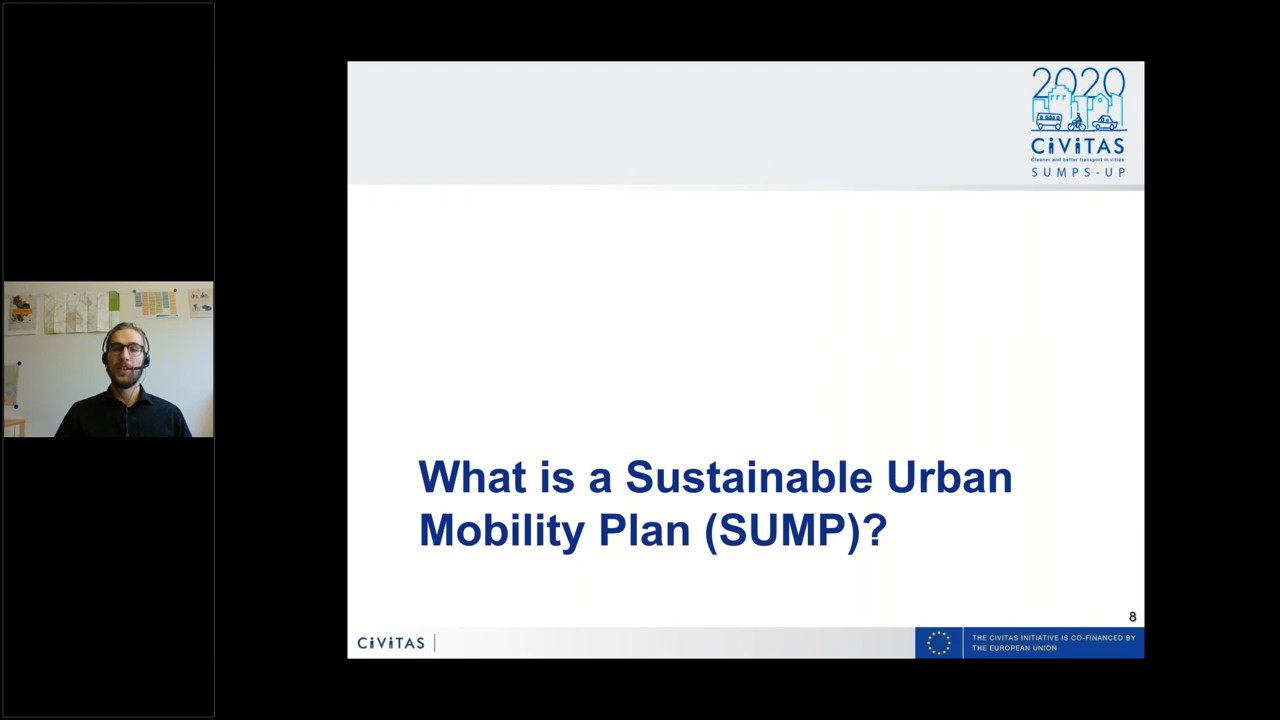 2020
CiViTAS
Cleaner and better transport in cities
SUMPS-UP
What is a Sustainable Urban
Mobility Plan (SUMP)?
8
CiViTAS
THE CIVITAS INITIATIVE IS CO-FINANCED BY
THE EUROPEAN UNION